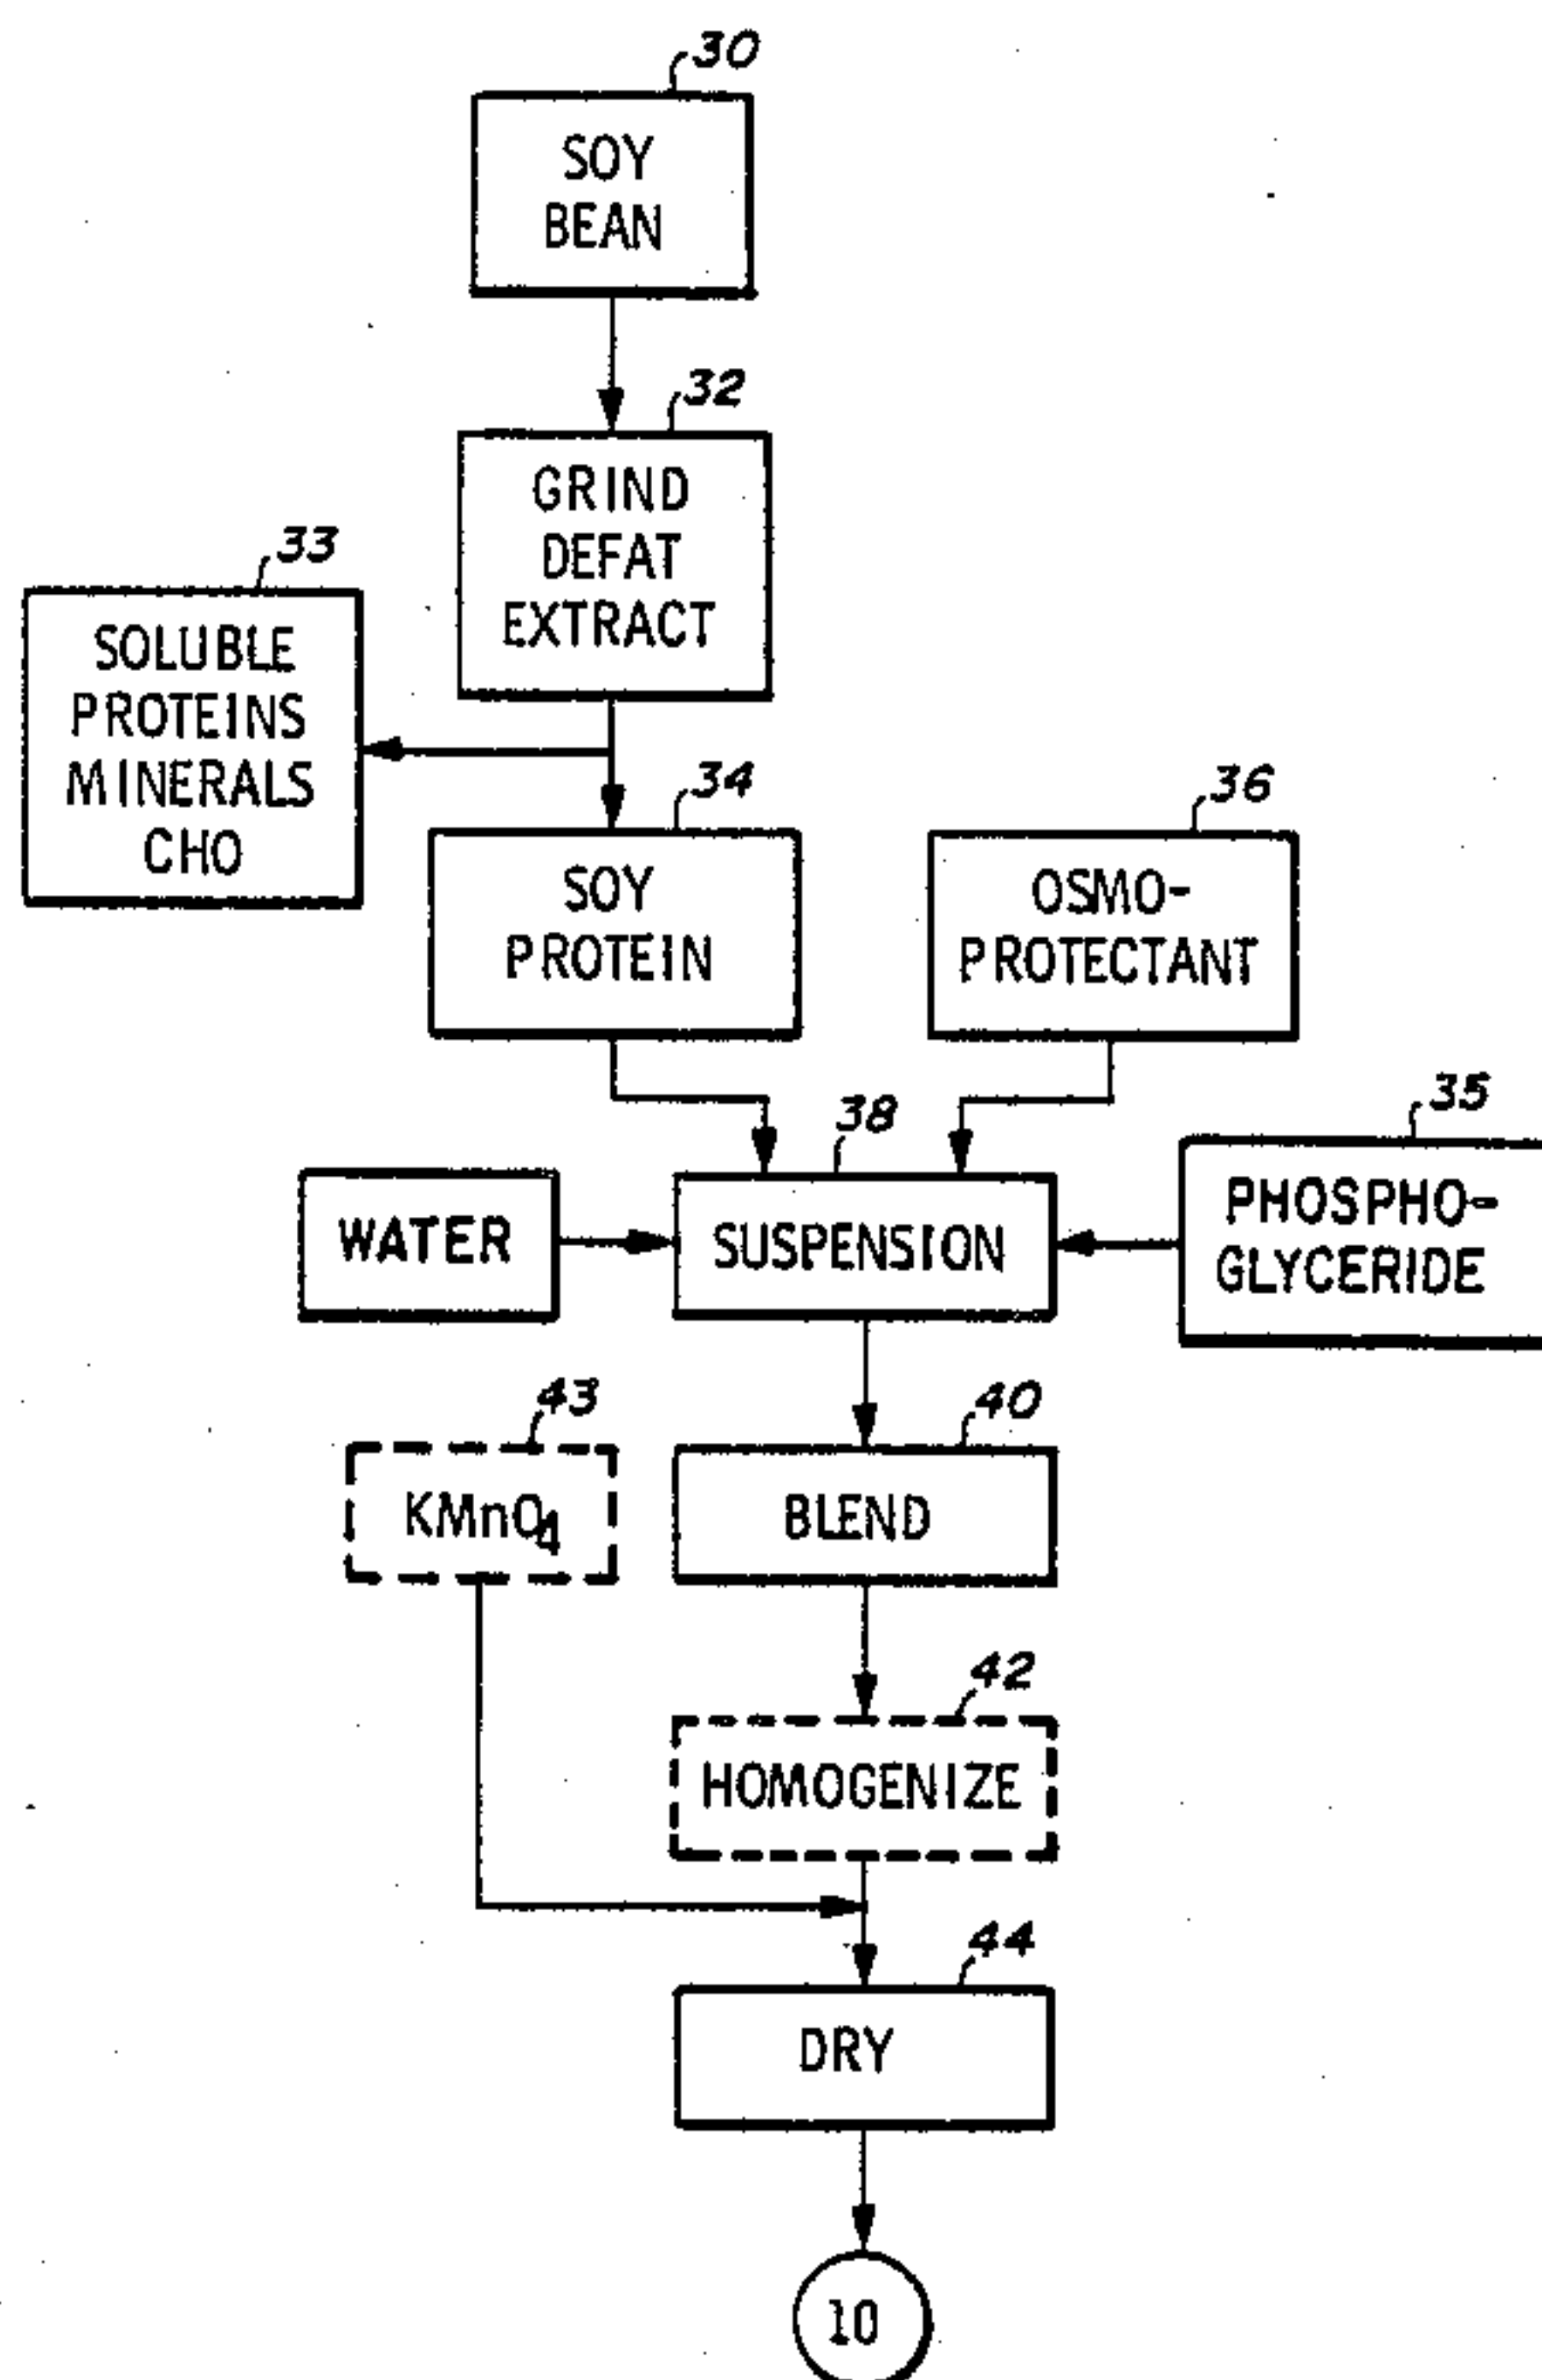 30
SOY
BEAN
32
GRIND
DEFAT
EXTRACT
33
SOLUBLE
PROTEINS
MINERALS
CHO
34
SOY
PROTEIN
36
OSMO-
PROTECTANT
35
PHOSPHO-
GLYCERIDE
WATER
38
SUSPENSION
43
KMnO4
40
BLEND
42
HOMOGENIZE
44
DRY
10